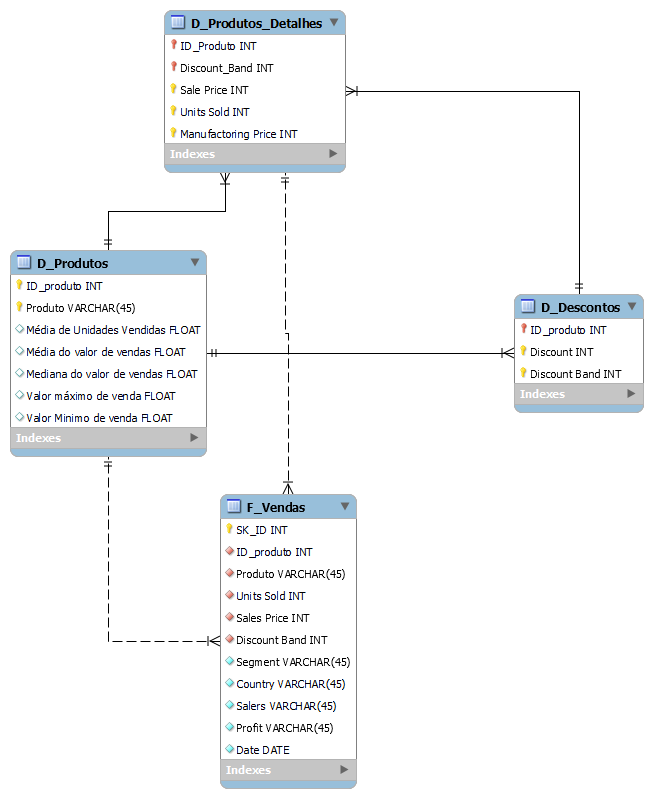 D_Produtos_Detalhes
ID_Produto INT
Discount_Band INT
Sale Price INT
Units Sold INT
Manufactoring Price INT
Indexes
D_Produtos
ID_produto INT
Produto VARCHAR(45)
Média de Unidades Vendidas FLOAT
Média do valor de vendas FLOAT
Mediana do valor de vendas FLOAT
Valor máximo de venda FLOAT
Valor Minimo de venda FLOAT
Indexes
D_Descontos
ID_produto INT
Discount INT
Discount Band INT
Indexes
F_Vendas
SK_ID INT
ID_produto INT
Produto VARCHAR(45)
Units Sold INT
Sales Price INT
Discount Band INT
Segment VARCHAR(45)
Country VARCHAR(45)
Salers VARCHAR(45)
Profit VARCHAR(45)
Date DATE
Indexes